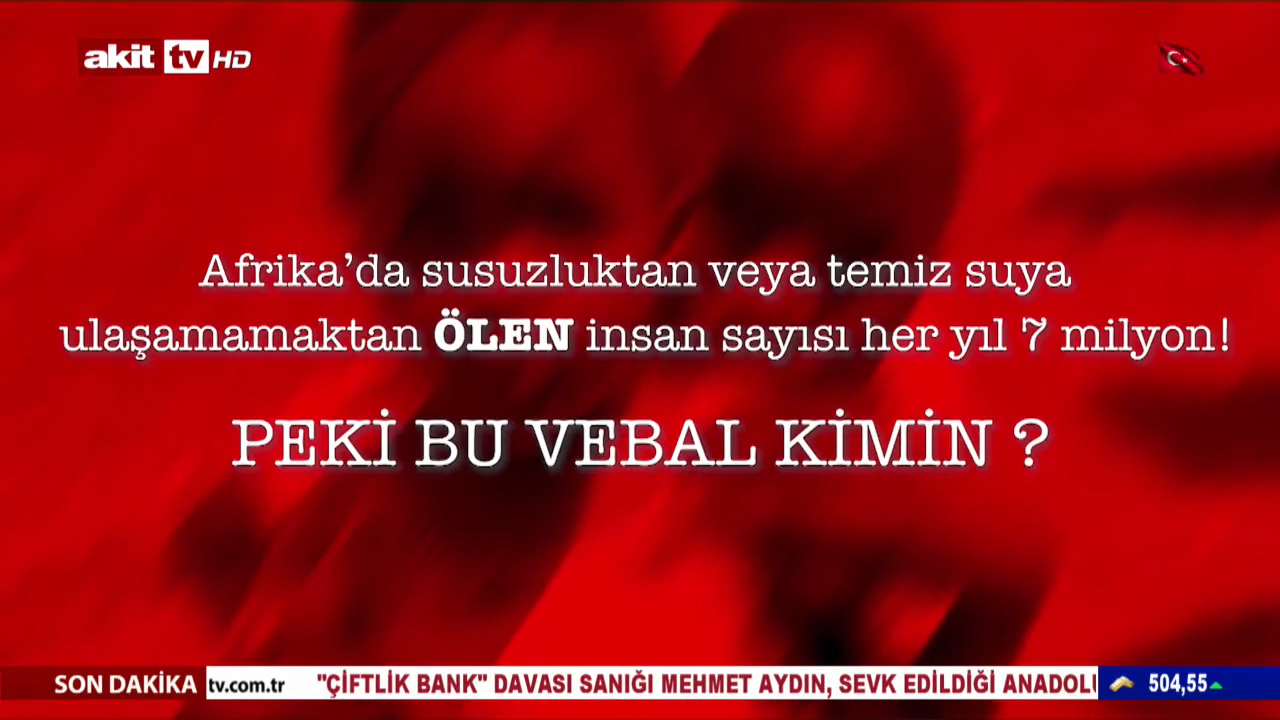 akit tv HD
Afrika'da susuzluktan veya temiz suya
ulaşamamaktan ÖLEN insan sayısı her yıl 7 milyon!
PEKİ BU VEBAL KİMİN ?
SON DAKİKA tv.com.tr "ÇİFTLİK BANK" DAVASI SANIĞI MEHMET AYDIN, SEVK EDİLDİĞİ ANADOLU 504,55